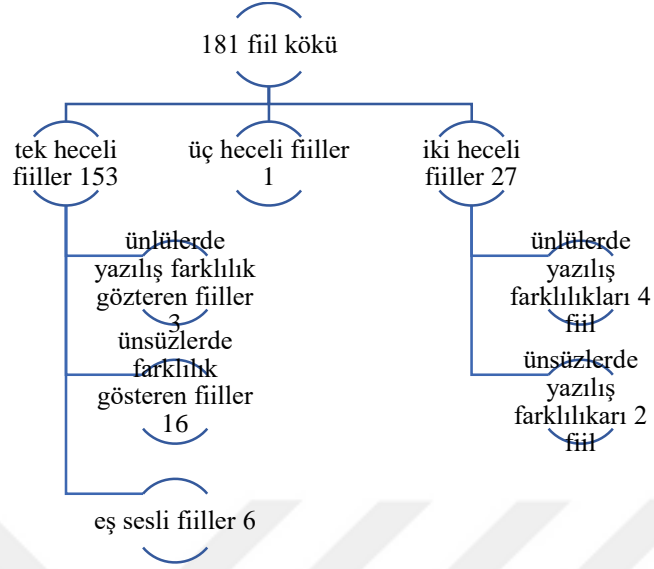 181 fiil kökü
tek heceli
fiiller 153
üç heceli fiiller
1
iki heceli
fiiller 27
ünlülerde
yazılış farklılık
gözteren fiiller
3
ünsüzlerde
farklılık
gösteren fiiller
16
eş sesli fiiller 6
ünlülerde
yazılış
farklılıkları 4
fiil
ünsüzlerde
yazılış
farklılıkarı 2
fiil